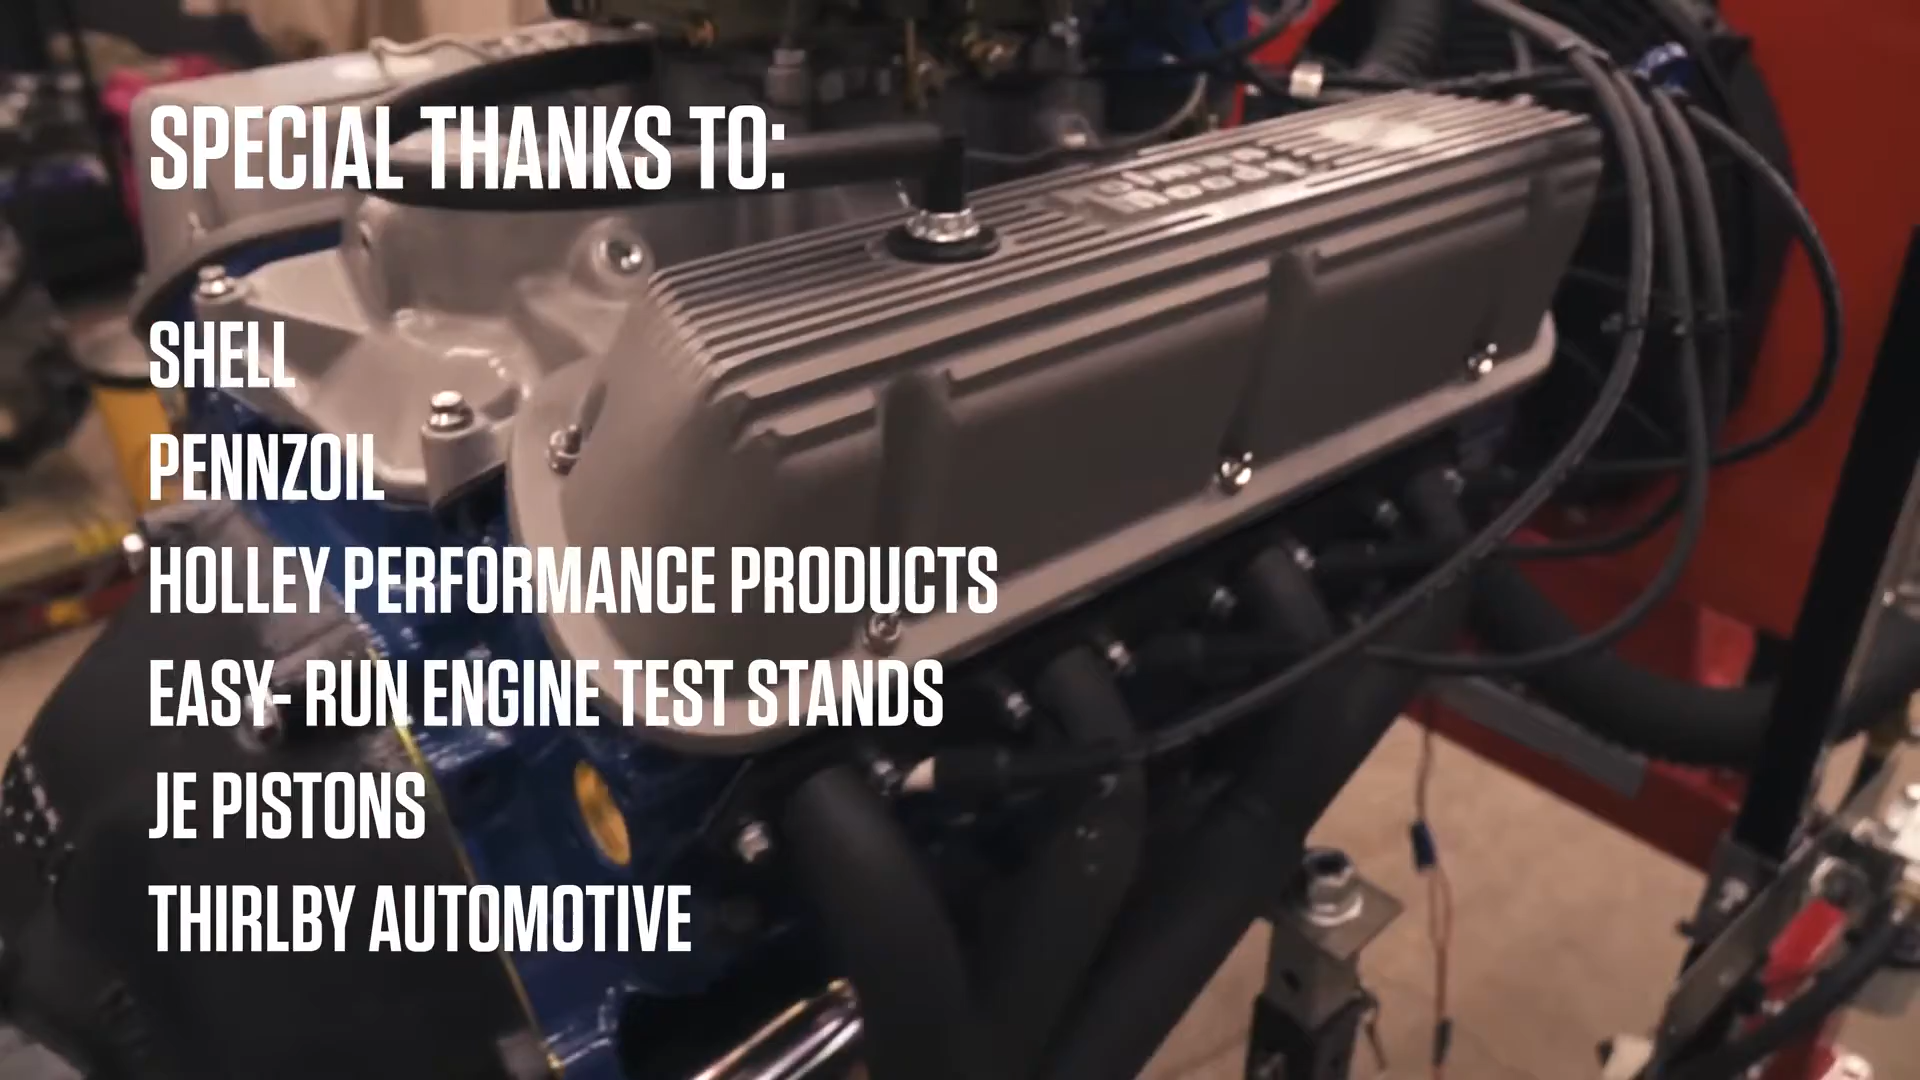 SPECIAL THANKS TO:
SHELL
PENNZOIL
HOLLEY PERFORMANCE PRODUCTS
EASY- RUN ENGINE TEST STANDS
JE PISTONS
THIRLBY AUTOMOTIVE